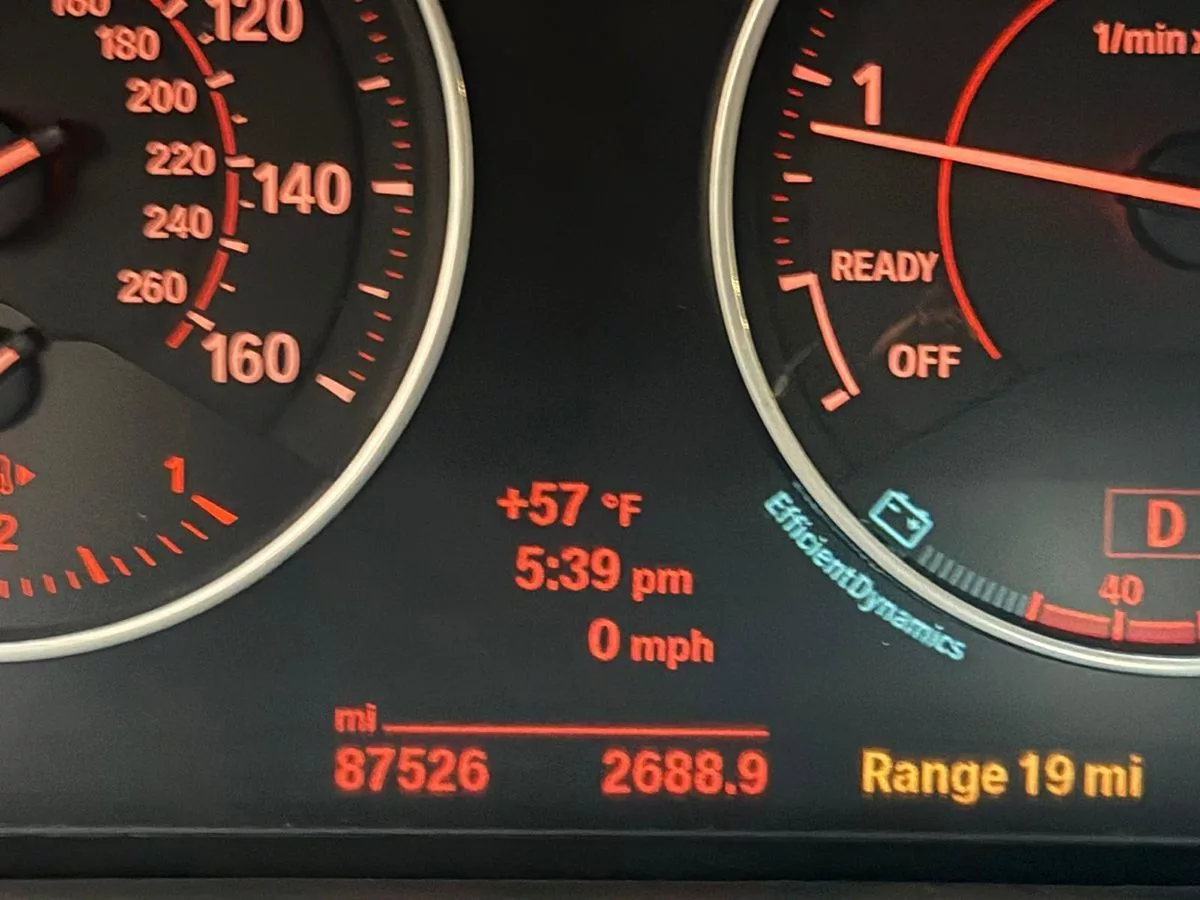 120
180
200
220
140
240
260
160
1
2
1/min x
1
READY
OFF
+57 °F
5:39 pm
0 mph
EfficientDynamics
D
40
mi
87526 2688.9
Range 19 mi